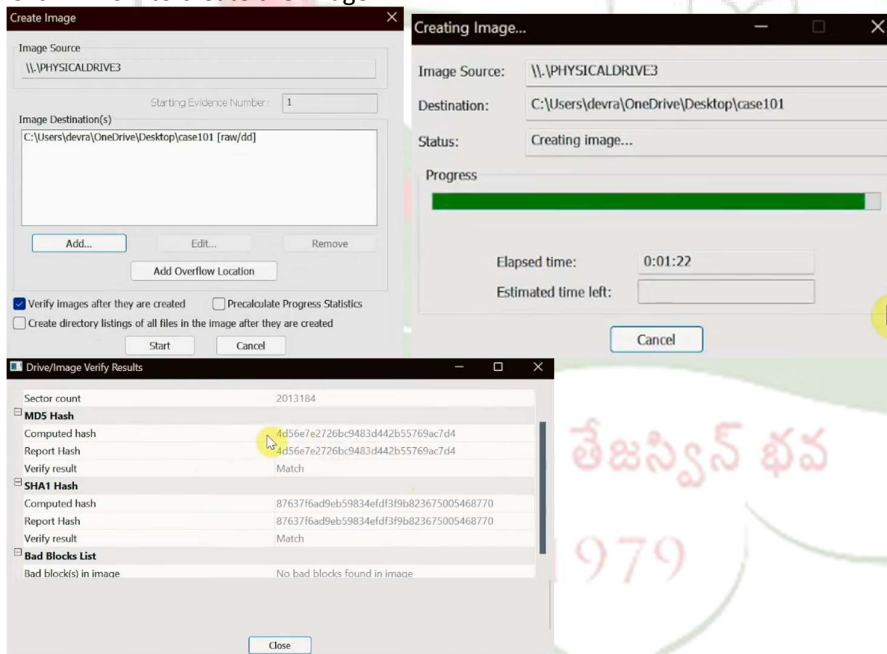 Create Image
Image Source
\\.\PHYSICALDRIVE3
Starting Evidence Number: 1
Image Destination(s)
C:\Users\devra\OneDrive\Desktop\case101 [raw/dd]
Add... Edit... Remove
Add Overflow Location
Verify images after they are created Precalculate Progress Statistics
Create directory listings of all files in the image after they are created
Start Cancel
Creating Image...
Image Source: \\.\PHYSICALDRIVE3
Destination: C:\Users\devra\OneDrive\Desktop\case101
Status: Creating image...
Progress
Elapsed time: 0:01:22
Estimated time left:
Cancel
Drive/Image Verify Results
Sector count 2013184
MD5 Hash
Computed hash 4d56e7e2726bc9483d442b55769ac7d4
Report Hash 4d56e7e2726bc9483d442b55769ac7d4
Verify result Match
SHA1 Hash
Computed hash 87637f6ad9eb59834efdf3f9b823675005468770
Report Hash 87637f6ad9eb59834efdf3f9b823675005468770
Verify result Match
Bad Blocks List
Bad block(s) in image No bad blocks found in image
Close
తేజస్విన్ భవ
1979